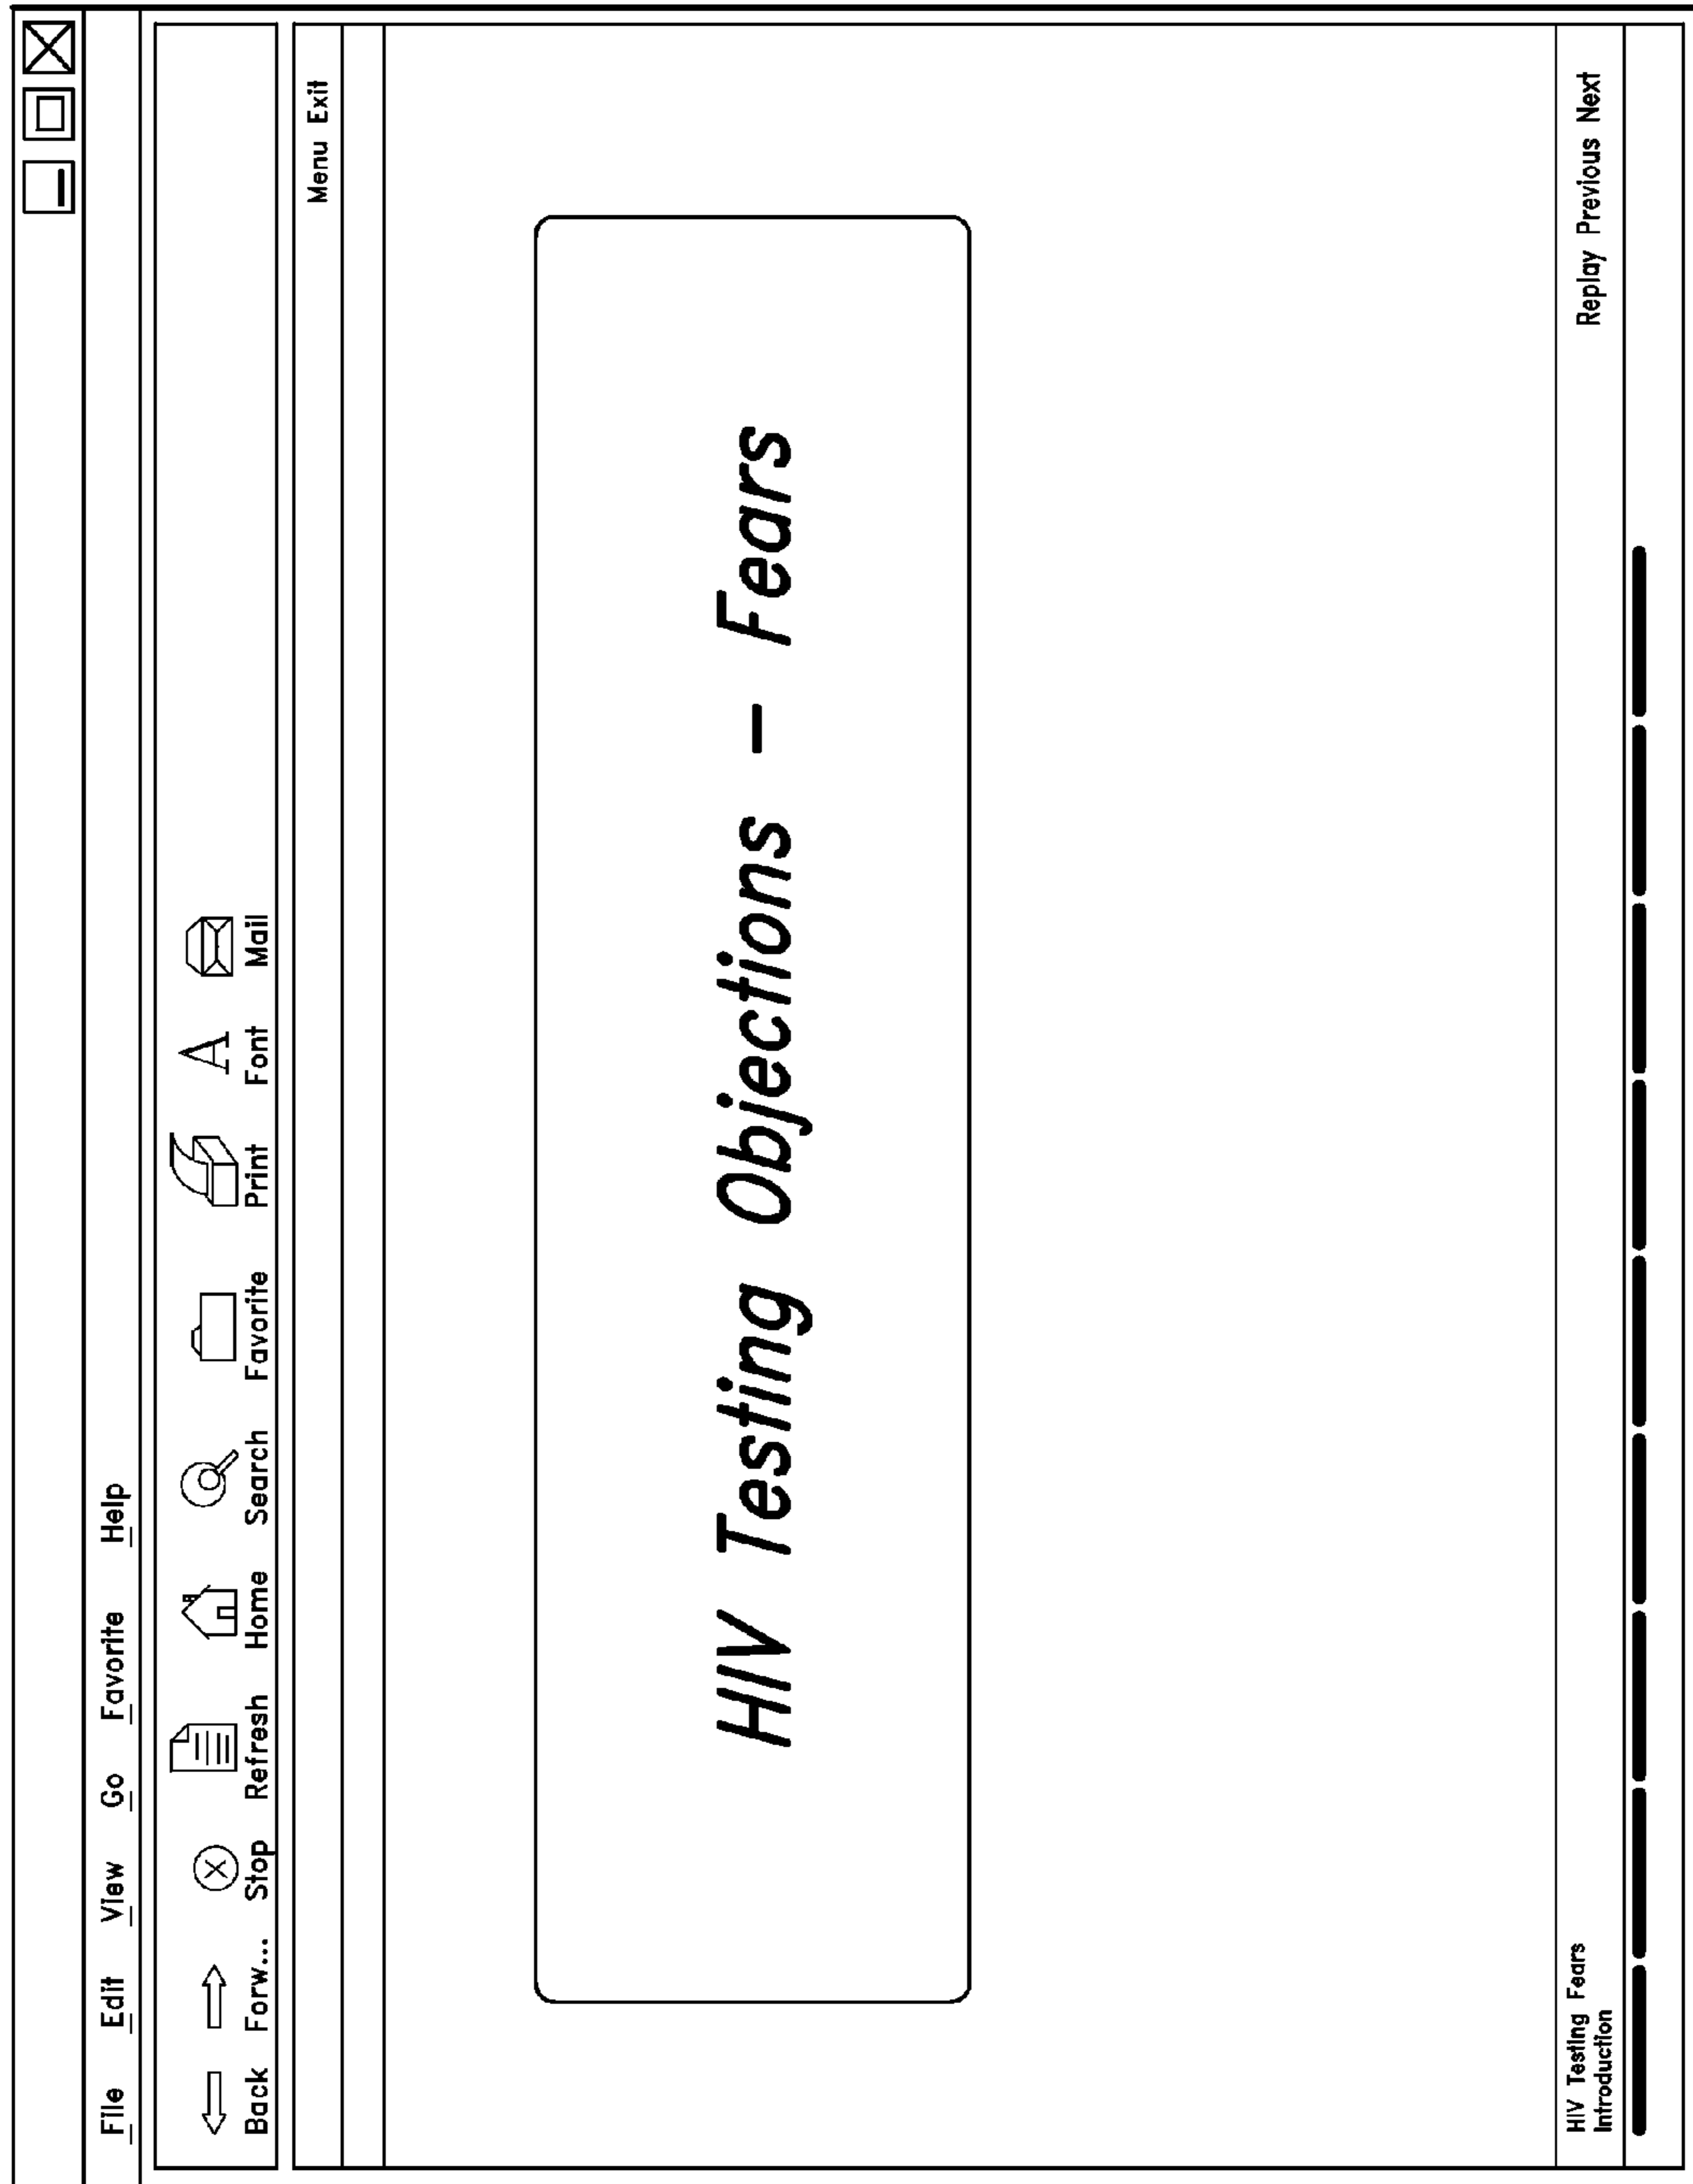 File Edit View Go Favorite Help
Back Forw... Stop Refresh Home Search Favorite Print Font Mail
Menu Exit
HIV Testing Objections - Fears
HIV Testing Fears
Introduction
Replay Previous Next